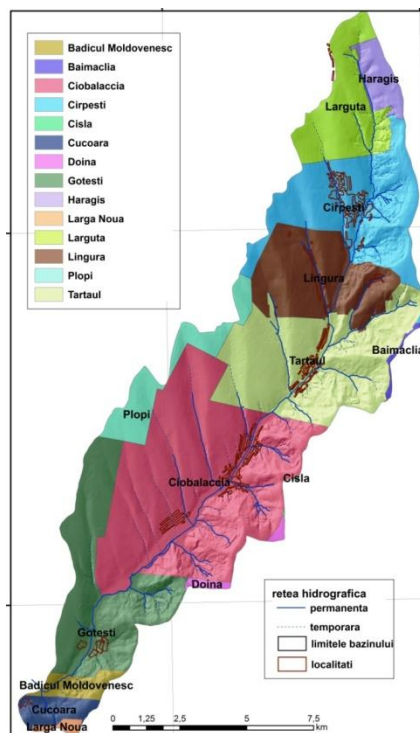 Badicul Moldovenesc
Baimaclia
Ciobalaccia
Cirpesti
Cisla
Cucoara
Doina
Gotesti
Haragis
Larga Noua
Larguta
Lingura
Plopi
Tartaul
Haragis
Larguta
Cirpesti
Lingura
Tartaul
Baimaclia
Plopi
Ciobalaccia
Cisla
Doina
Gotesti
Badicul Moldovenesc
Cucoara
Larga Noua
retea hidrografica
permanenta
temporara
limitele bazinului
localitati
0 1,25 2,5 5 7,5
km